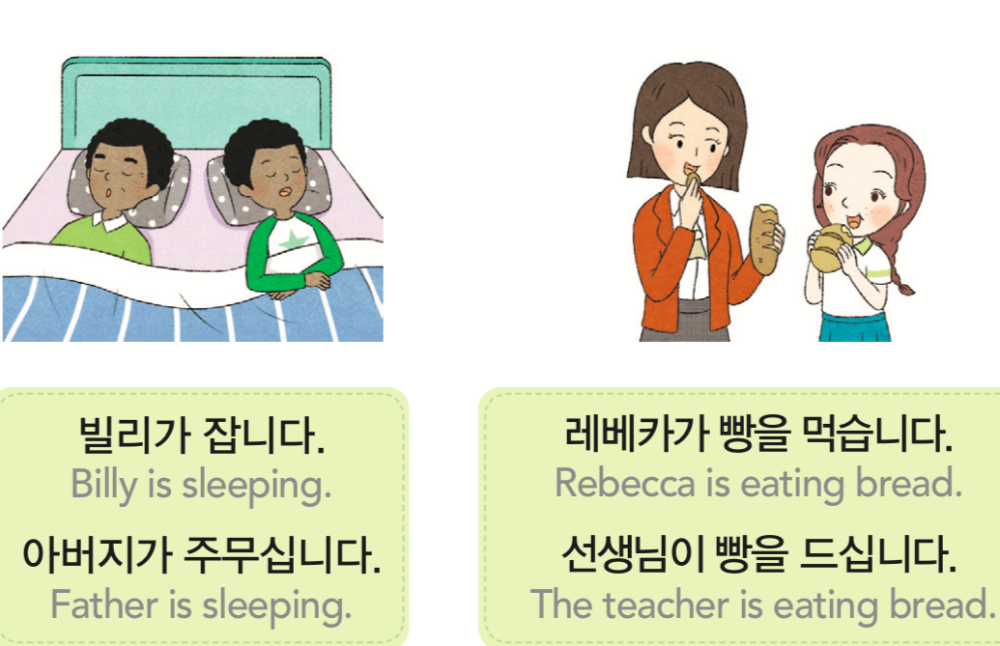 빌리가 잡니다.
Billy is sleeping.
아버지가 주무십니다.
Father is sleeping.
레베카가 빵을 먹습니다.
Rebecca is eating bread.
선생님이 빵을 드십니다.
The teacher is eating bread.